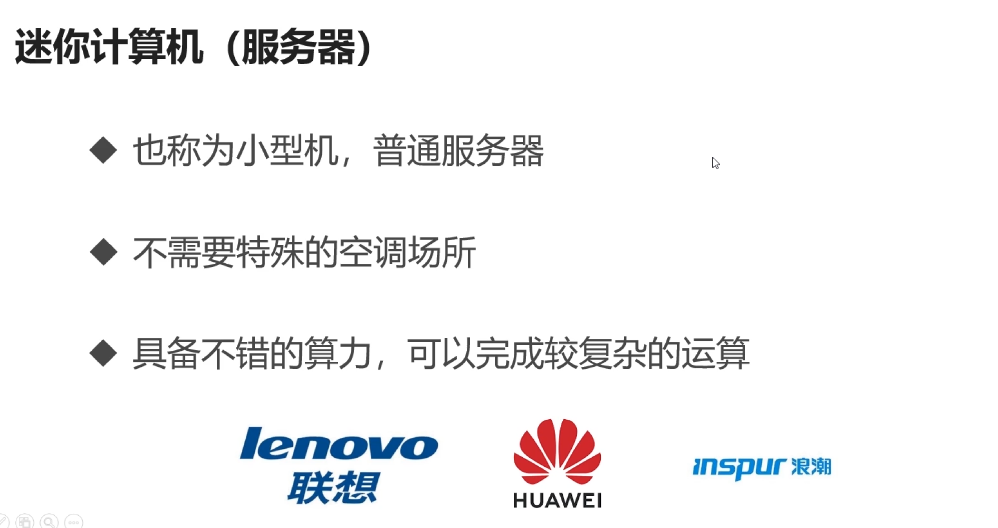 迷你计算机（服务器）
◆ 也称为小型机，普通服务器
◆ 不需要特殊的空调场所
◆ 具备不错的算力，可以完成较复杂的运算
lenovo
联想
HUAWEI
inspur 浪潮